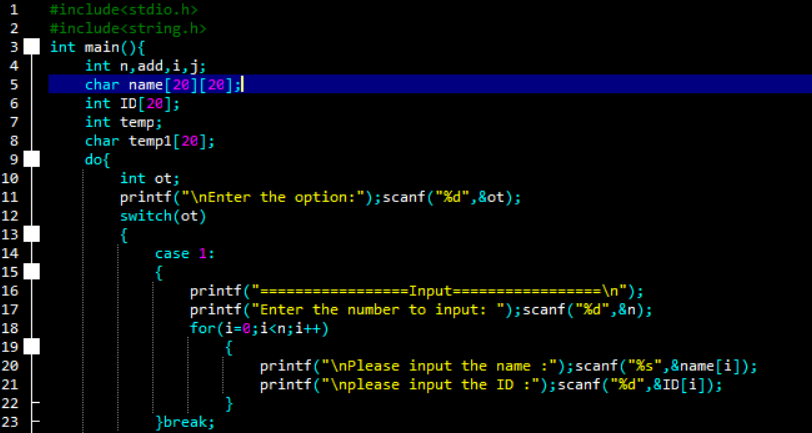 1 #include<stdio.h>
2 #include<string.h>
3 int main(){
4 int n,add,i,j;
5 char name[20][20];
6 int ID[20];
7 int temp;
8 char temp1[20];
9 do{
10 int ot;
11 printf("\nEnter the option:");scanf("%d",&ot);
12 switch(ot)
13 {
14 case 1:
15 {
16 printf("=================Input=================\n");
17 printf("Enter the number to input: ");scanf("%d",&n);
18 for(i=0;i<n;i++)
19 {
20 printf("\nPlease input the name :");scanf("%s",&name[i]);
21 printf("\nplease input the ID :");scanf("%d",&ID[i]);
22 }
23 }break;